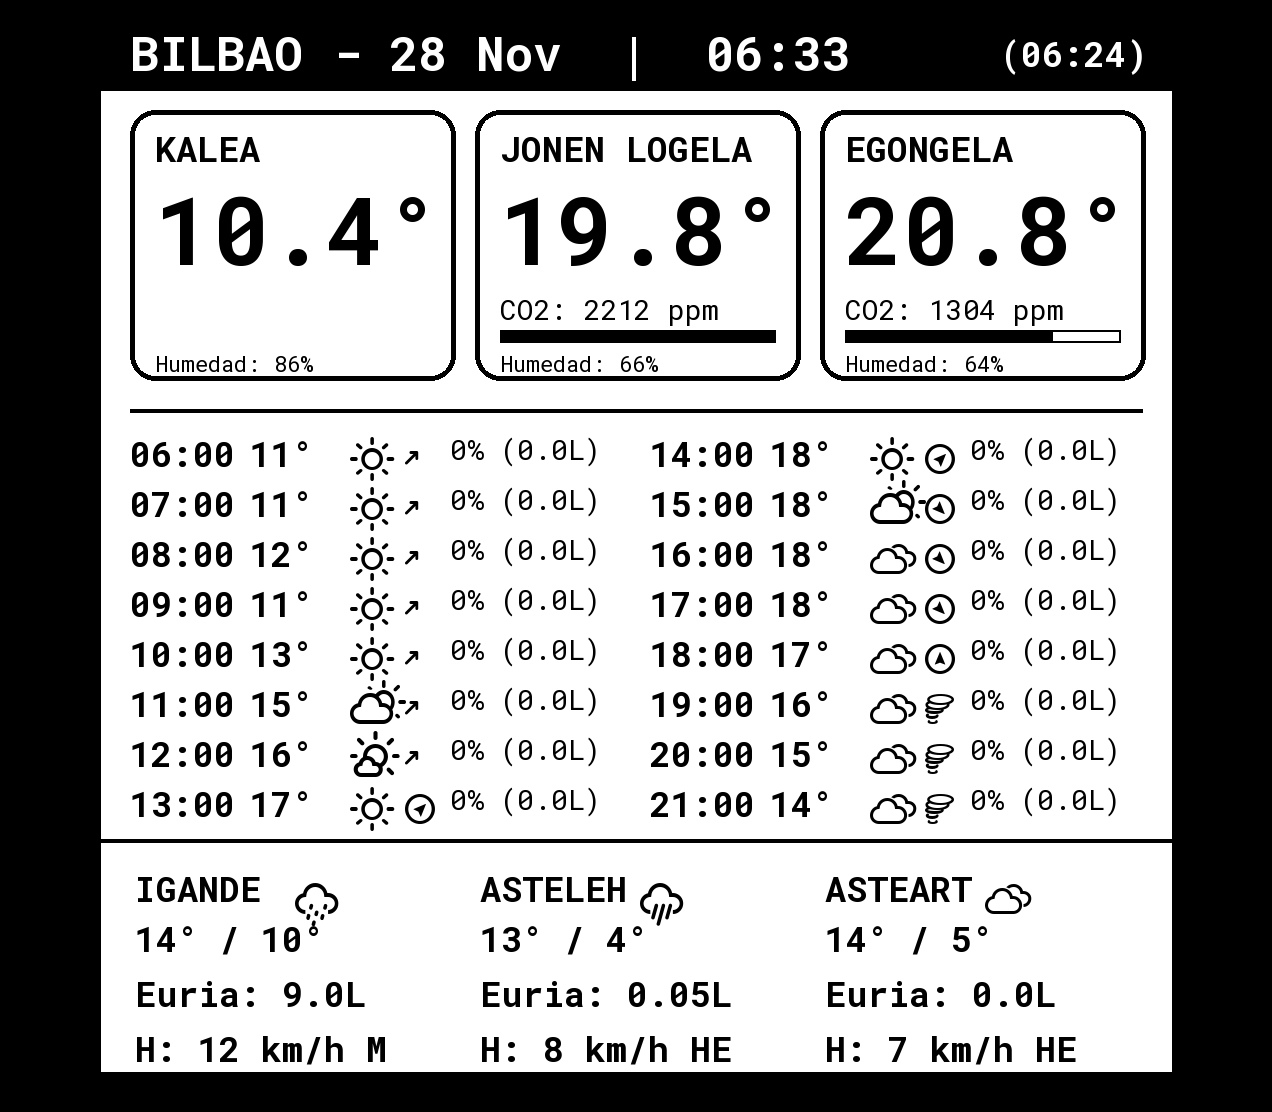 BILBAO - 28 Nov | 06:33 (06:24)
KALEA
10.4°
Humedad: 86%
JONEN LOGELA
19.8°
CO2: 2212 ppm
Humedad: 66%
EGONGELA
20.8°
CO2: 1304 ppm
Humedad: 64%
06:00 11° 0% (0.0L)
07:00 11° 0% (0.0L)
08:00 12° 0% (0.0L)
09:00 11° 0% (0.0L)
10:00 13° 0% (0.0L)
11:00 15° 0% (0.0L)
12:00 16° 0% (0.0L)
13:00 17° 0% (0.0L)
14:00 18° 0% (0.0L)
15:00 18° 0% (0.0L)
16:00 18° 0% (0.0L)
17:00 18° 0% (0.0L)
18:00 17° 0% (0.0L)
19:00 16° 0% (0.0L)
20:00 15° 0% (0.0L)
21:00 14° 0% (0.0L)
IGANDE
14° / 10°
Euria: 9.0L
H: 12 km/h M
ASTELEH
13° / 4°
Euria: 0.05L
H: 8 km/h HE
ASTEART
14° / 5°
Euria: 0.0L
H: 7 km/h HE